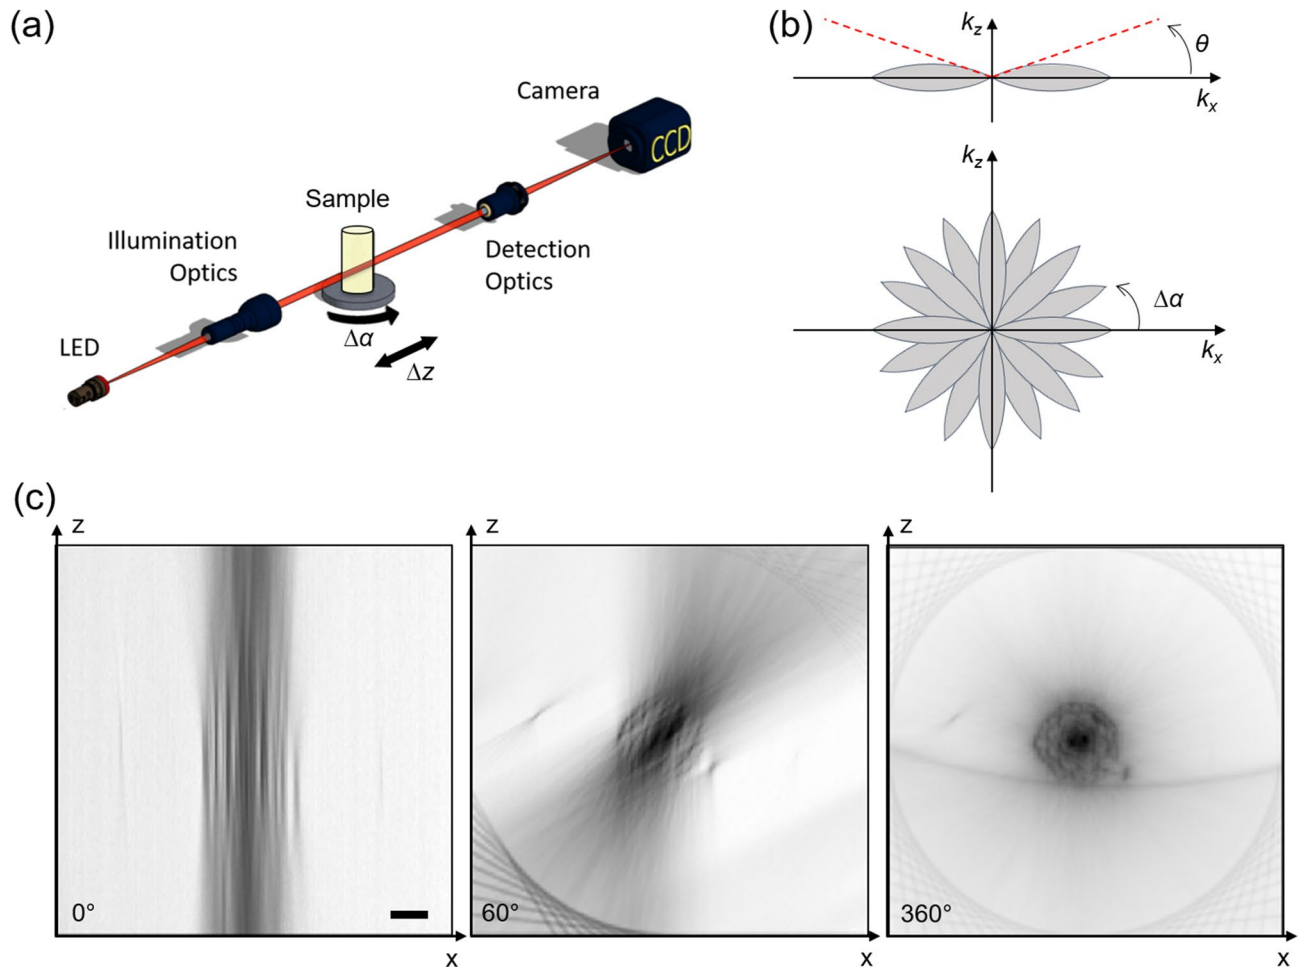 (a)
Camera
CCD
Sample
Illumination
Optics
Detection
Optics
LED
Δα
Δz
(b)
kz
θ
kx
kz
Δα
kx
(c)
z
0°
x
z
60°
x
z
360°
x